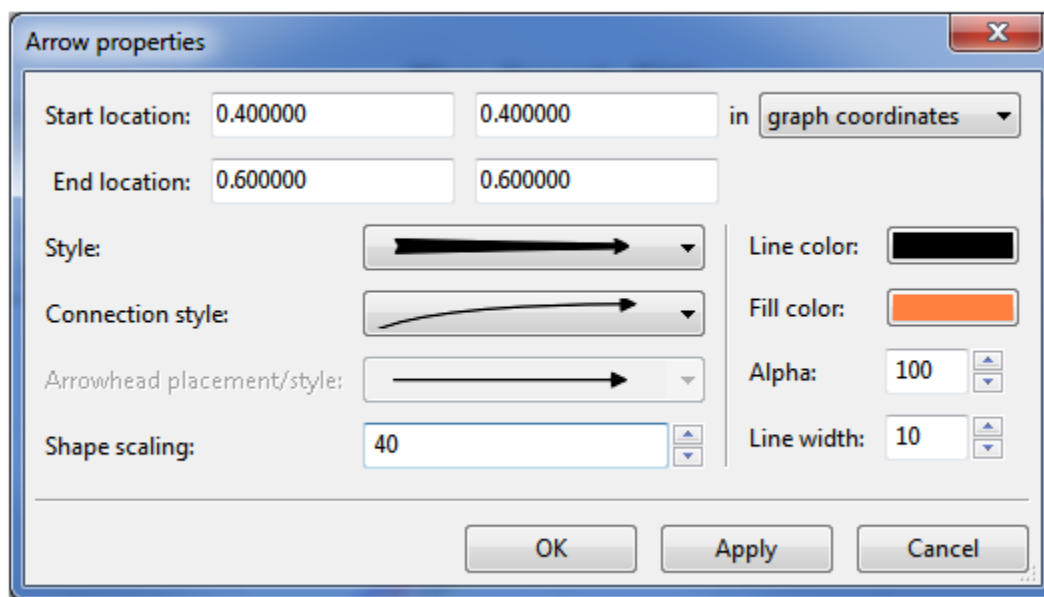 Arrow properties
Start location: 0.400000 0.400000 in graph coordinates
End location: 0.600000 0.600000
Style: Line color:
Connection style: Fill color:
Arrowhead placement/style: Alpha: 100
Shape scaling: 40 Line width: 10
OK Apply Cancel